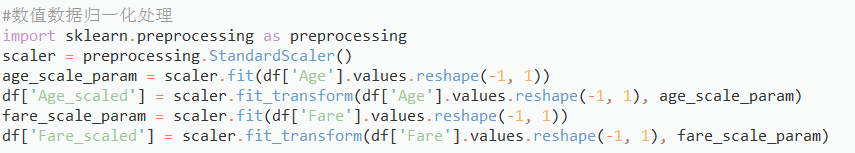 #数值数据归一化处理
import sklearn.preprocessing as preprocessing
scaler = preprocessing.StandardScaler()
age_scale_param = scaler.fit(df['Age'].values.reshape(-1, 1))
df['Age_scaled'] = scaler.fit_transform(df['Age'].values.reshape(-1, 1), age_scale_param)
fare_scale_param = scaler.fit(df['Fare'].values.reshape(-1, 1))
df['Fare_scaled'] = scaler.fit_transform(df['Fare'].values.reshape(-1, 1), fare_scale_param)